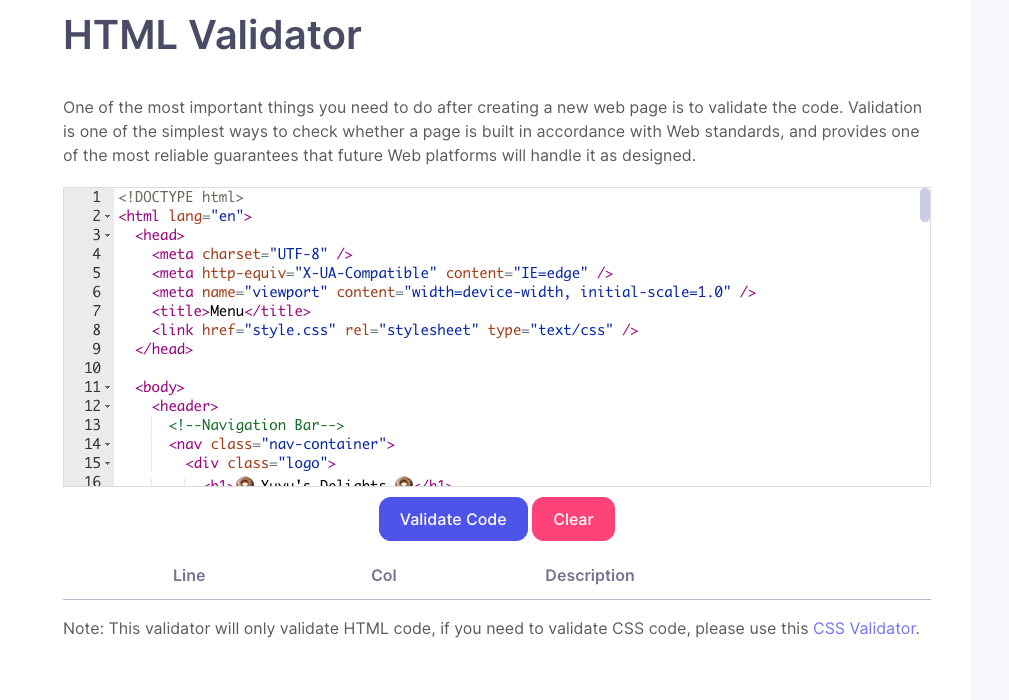 HTML Validator
One of the most important things you need to do after creating a new web page is to validate the code. Validation
is one of the simplest ways to check whether a page is built in accordance with Web standards, and provides one
of the most reliable guarantees that future Web platforms will handle it as designed.
1 <!DOCTYPE html>
2 <html lang="en">
3 <head>
4 <meta charset="UTF-8" />
5 <meta http-equiv="X-UA-Compatible" content="IE=edge" />
6 <meta name="viewport" content="width=device-width, initial-scale=1.0" />
7 <title>Menu</title>
8 <link href="style.css" rel="stylesheet" type="text/css" />
9 </head>
10
11 <body>
12 <header>
13 <!--Navigation Bar-->
14 <nav class="nav-container">
15 <div class="logo">
16 <h1>🍩 Yuyu's Delights 🍩</h1>
Validate Code Clear
Line Col Description
Note: This validator will only validate HTML code, if you need to validate CSS code, please use this CSS Validator.